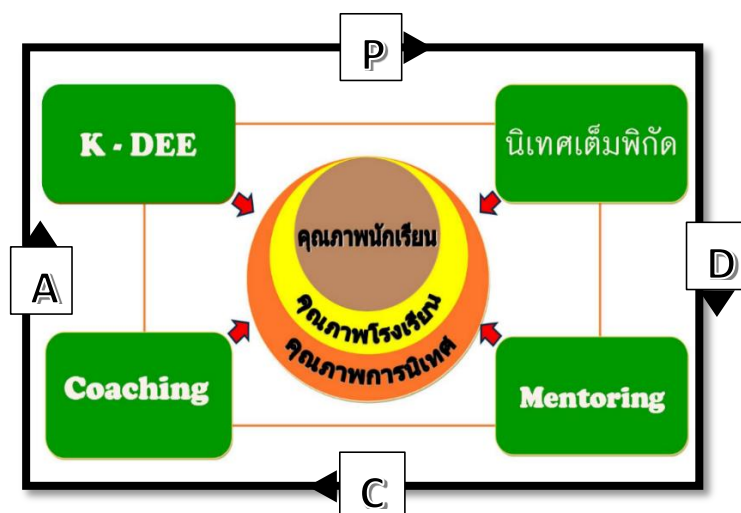 P
K - DEE
นิเทศเต็มพิกัด
คุณภาพนักเรียน
A
D
คุณภาพโรงเรียน
คุณภาพการนิเทศ
Coaching
Mentoring
C